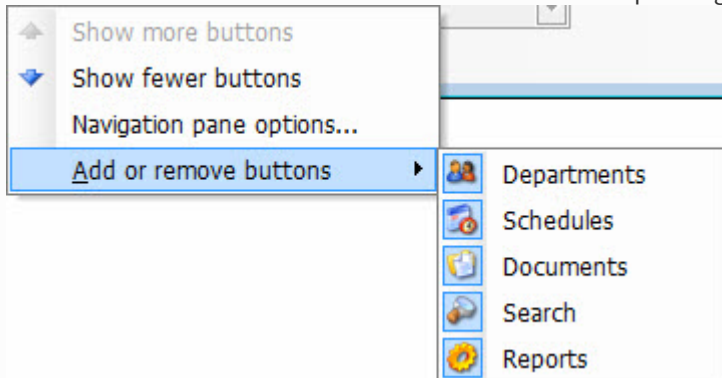 Show more buttons
Show fewer buttons
Navigation pane options...
Add or remove buttons
Departments
Schedules
Documents
Search
Reports